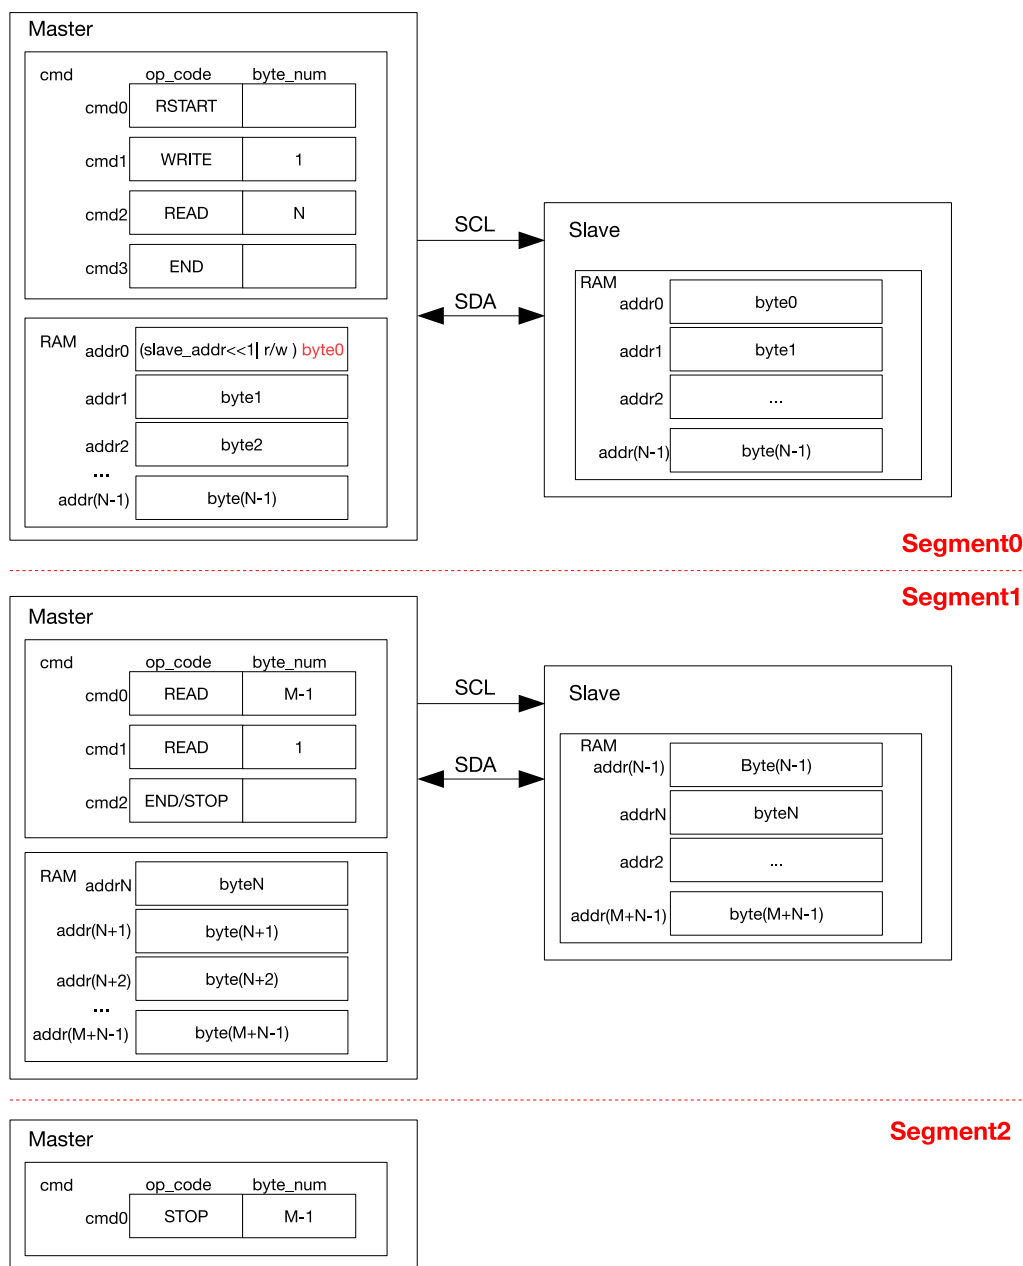 Master
cmd op_code byte_num
cmd0 RSTART
cmd1 WRITE 1
cmd2 READ N
cmd3 END
RAM
addr0 (slave_addr<<1| r/w ) byte0
addr1 byte1
addr2 byte2
...
addr(N-1) byte(N-1)
SCL
SDA
Slave
RAM
addr0 byte0
addr1 byte1
addr2 ...
addr(N-1) byte(N-1)
Segment0
Segment1
Master
cmd op_code byte_num
cmd0 READ M-1
cmd1 READ 1
cmd2 END/STOP
RAM
addrN byteN
addr(N+1) byte(N+1)
addr(N+2) byte(N+2)
...
addr(M+N-1) byte(M+N-1)
SCL
SDA
Slave
RAM
addr(N-1) Byte(N-1)
addrN byteN
addr2 ...
addr(M+N-1) byte(M+N-1)
Segment2
Master
cmd op_code byte_num
cmd0 STOP M-1